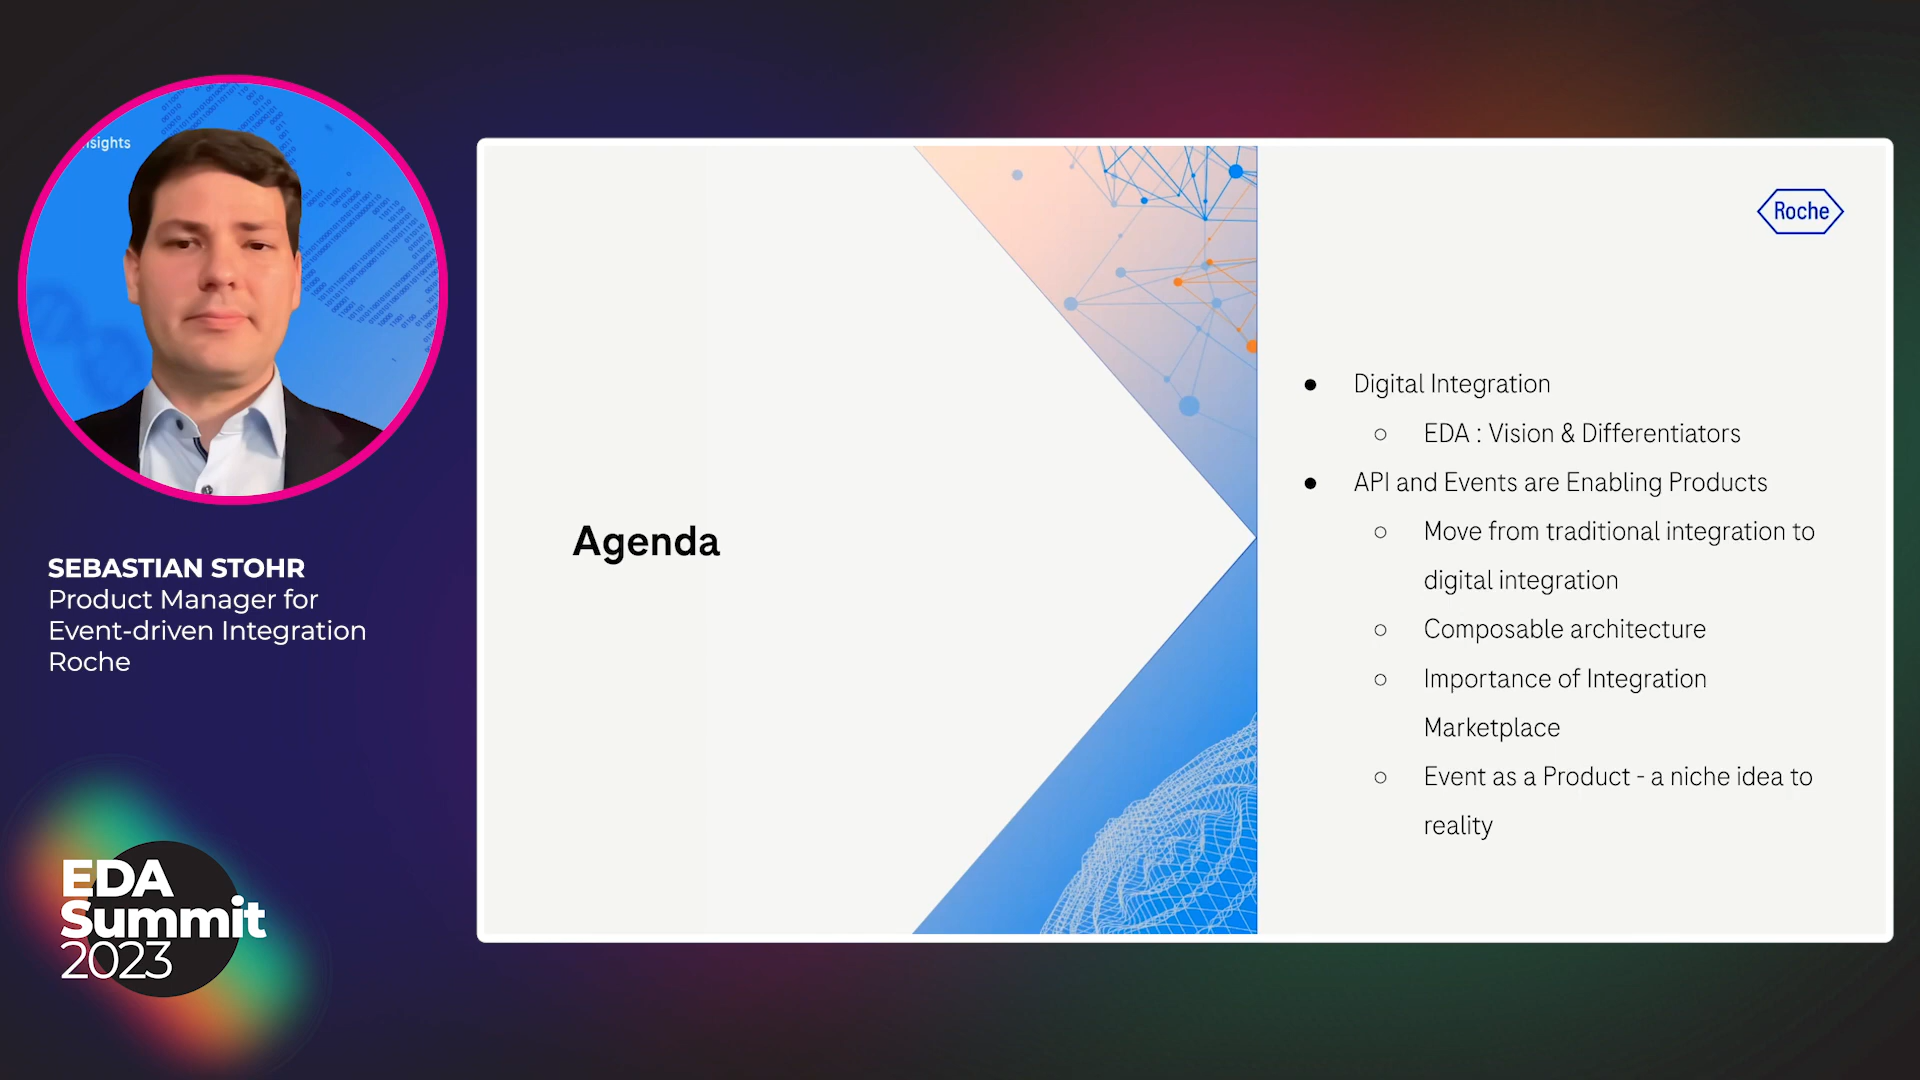 nsights
SEBASTIAN STOHR
Product Manager for
Event-driven Integration
Roche
EDA
Summit
2023
Agenda
Roche
● Digital Integration
○ EDA : Vision & Differentiators
● API and Events are Enabling Products
○ Move from traditional integration to
digital integration
○ Composable architecture
○ Importance of Integration
Marketplace
○ Event as a Product - a niche idea to
reality